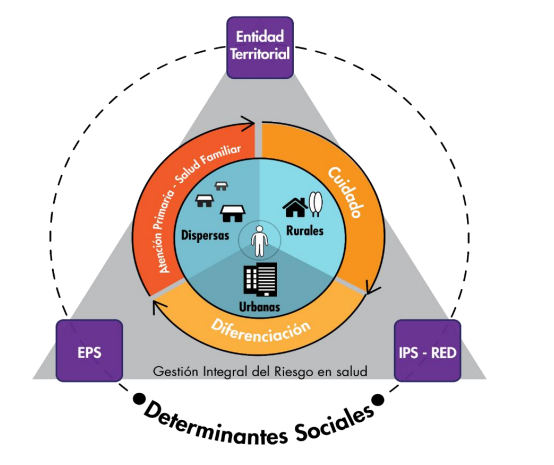 Entidad
Territorial
Atención Primaria - Salud Familiar
Cuidado
Dispersas
Rurales
Urbanas
Diferenciación
EPS
IPS - RED
Gestión Integral del Riesgo en salud
Determinantes Sociales